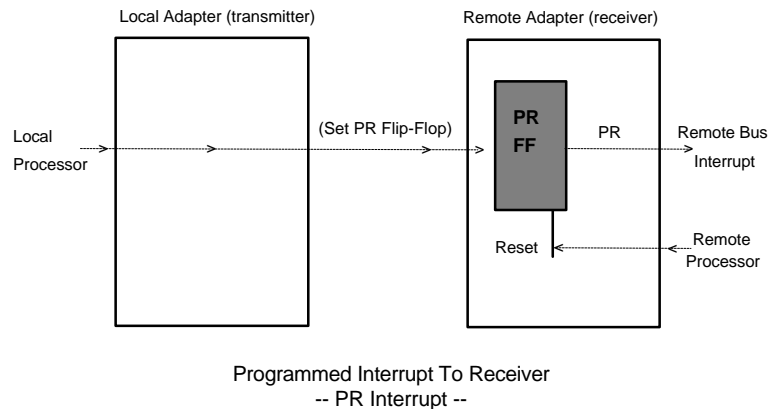 Local Adapter (transmitter)
Remote Adapter (receiver)
Local
Processor
(Set PR Flip-Flop)
PR
FF
PR
Remote Bus
Interrupt
Reset
Remote
Processor
Programmed Interrupt To Receiver
-- PR Interrupt --